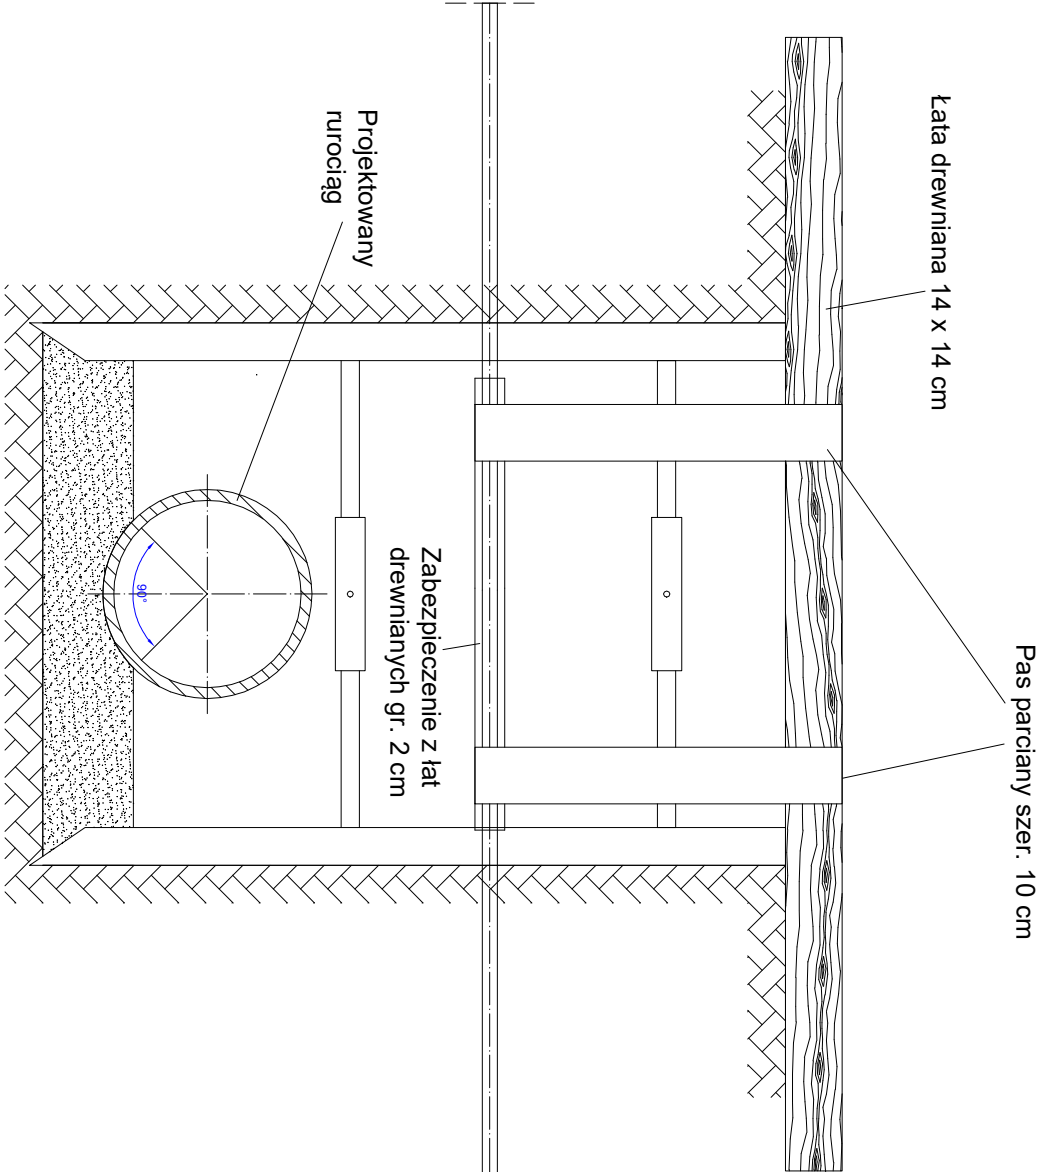 Pas parciany szer. 10 cm
Łata drewniana 14 x 14 cm
Zabezpieczenie z łat
drewnianych gr. 2 cm
Projektowany
rurociąg
90°